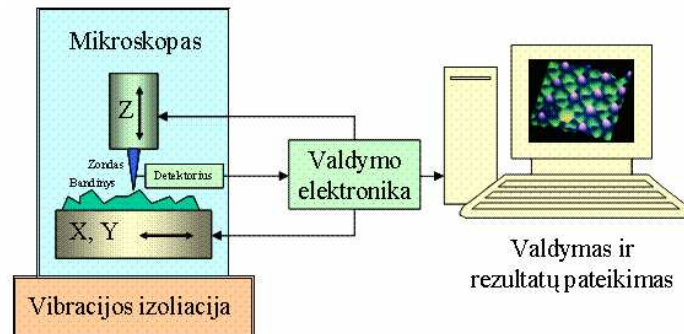 Mikroskopas
Z
Zondas
Detektorius
Bandinys
X, Y
Vibracijos izoliacija
Valdymo
elektronika
Valdymas ir
rezultatų pateikimas